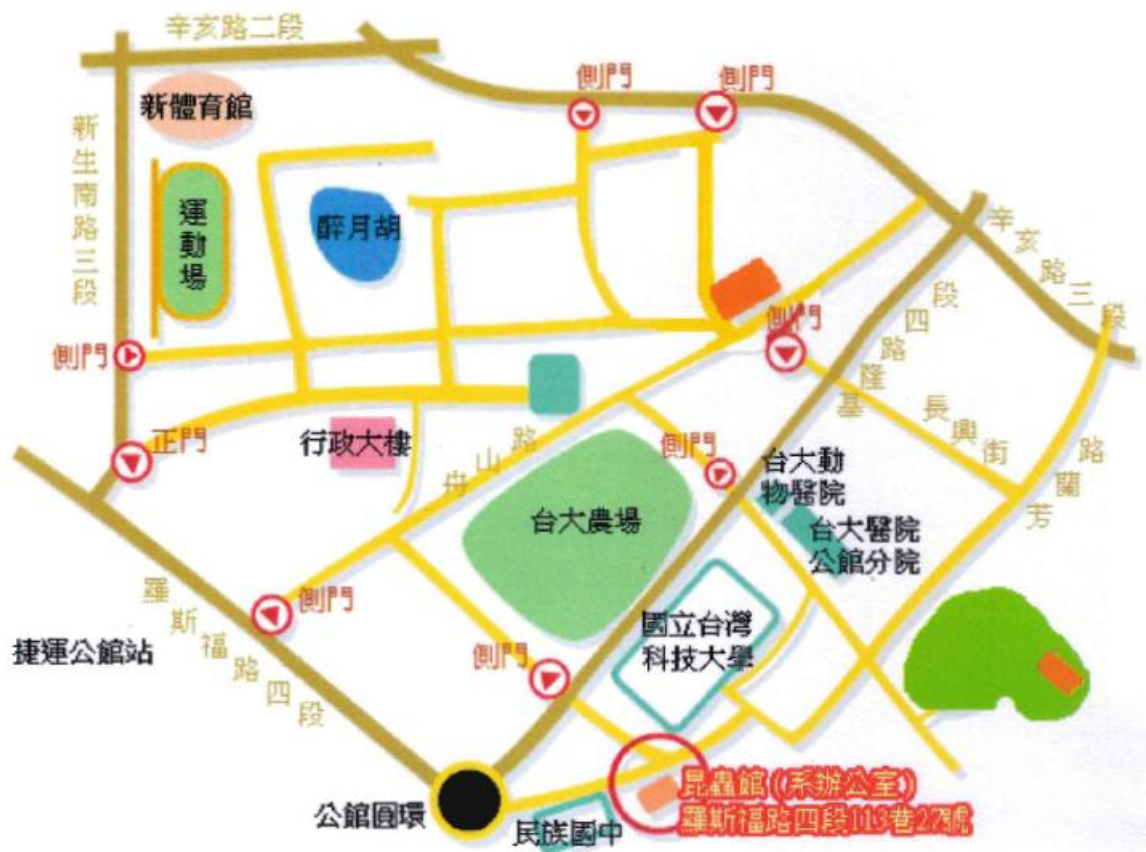 辛亥路二段
側門
側門
新體育館
新生南路三段
運動場
醉月胡
辛亥路三段
側門
側門
基隆路四段
長興街
芳蘭路
正門
行政大樓
舟山路
側門
台大動
物醫院
台大農場
台大醫院
公館分院
側門
羅斯福路四段
國立台灣
科技大學
捷運公館站
側門
昆蟲館(系辦公室)
羅斯福路四段113巷27號
公館圓環
民族國中